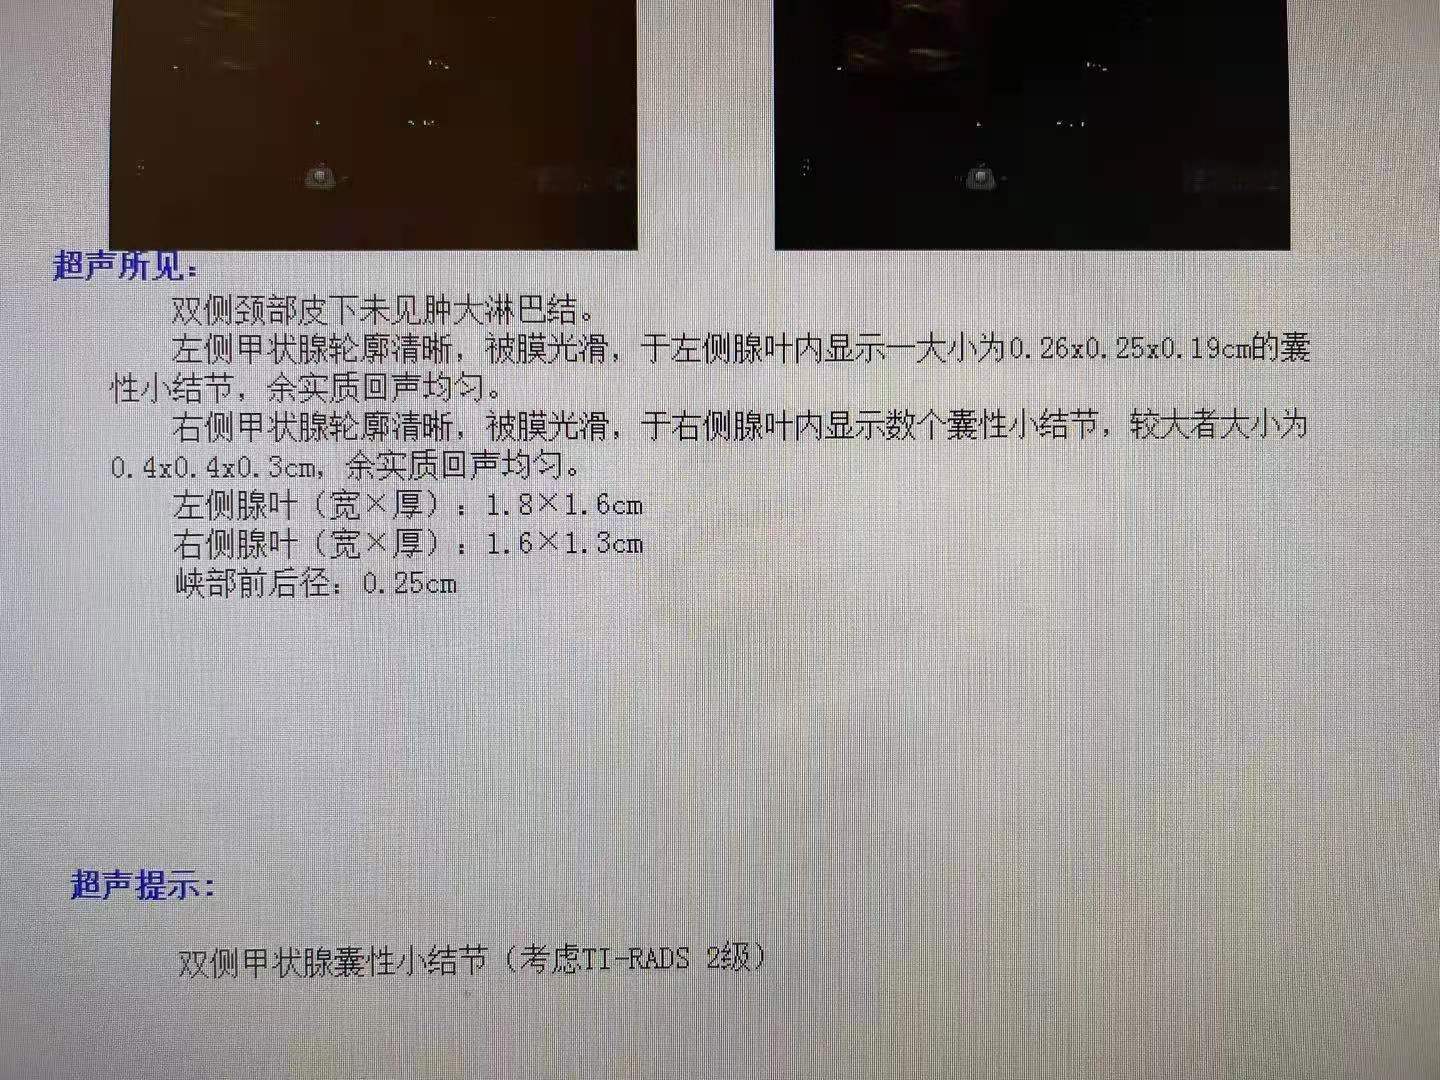 超声所见：
双侧颈部皮下未见肿大淋巴结。
左侧甲状腺轮廓清晰，被膜光滑，于左侧腺叶内显示一大小为0.26x0.25x0.19cm的囊
性小结节，余实质回声均匀。
右侧甲状腺轮廓清晰，被膜光滑，于右侧腺叶内显示数个囊性小结节，较大者大小为
0.4x0.4x0.3cm，余实质回声均匀。
左侧腺叶（宽×厚）：1.8×1.6cm
右侧腺叶（宽×厚）：1.6×1.3cm
峡部前后径：0.25cm
超声提示：
双侧甲状腺囊性小结节（考虑TI-RADS 2级）